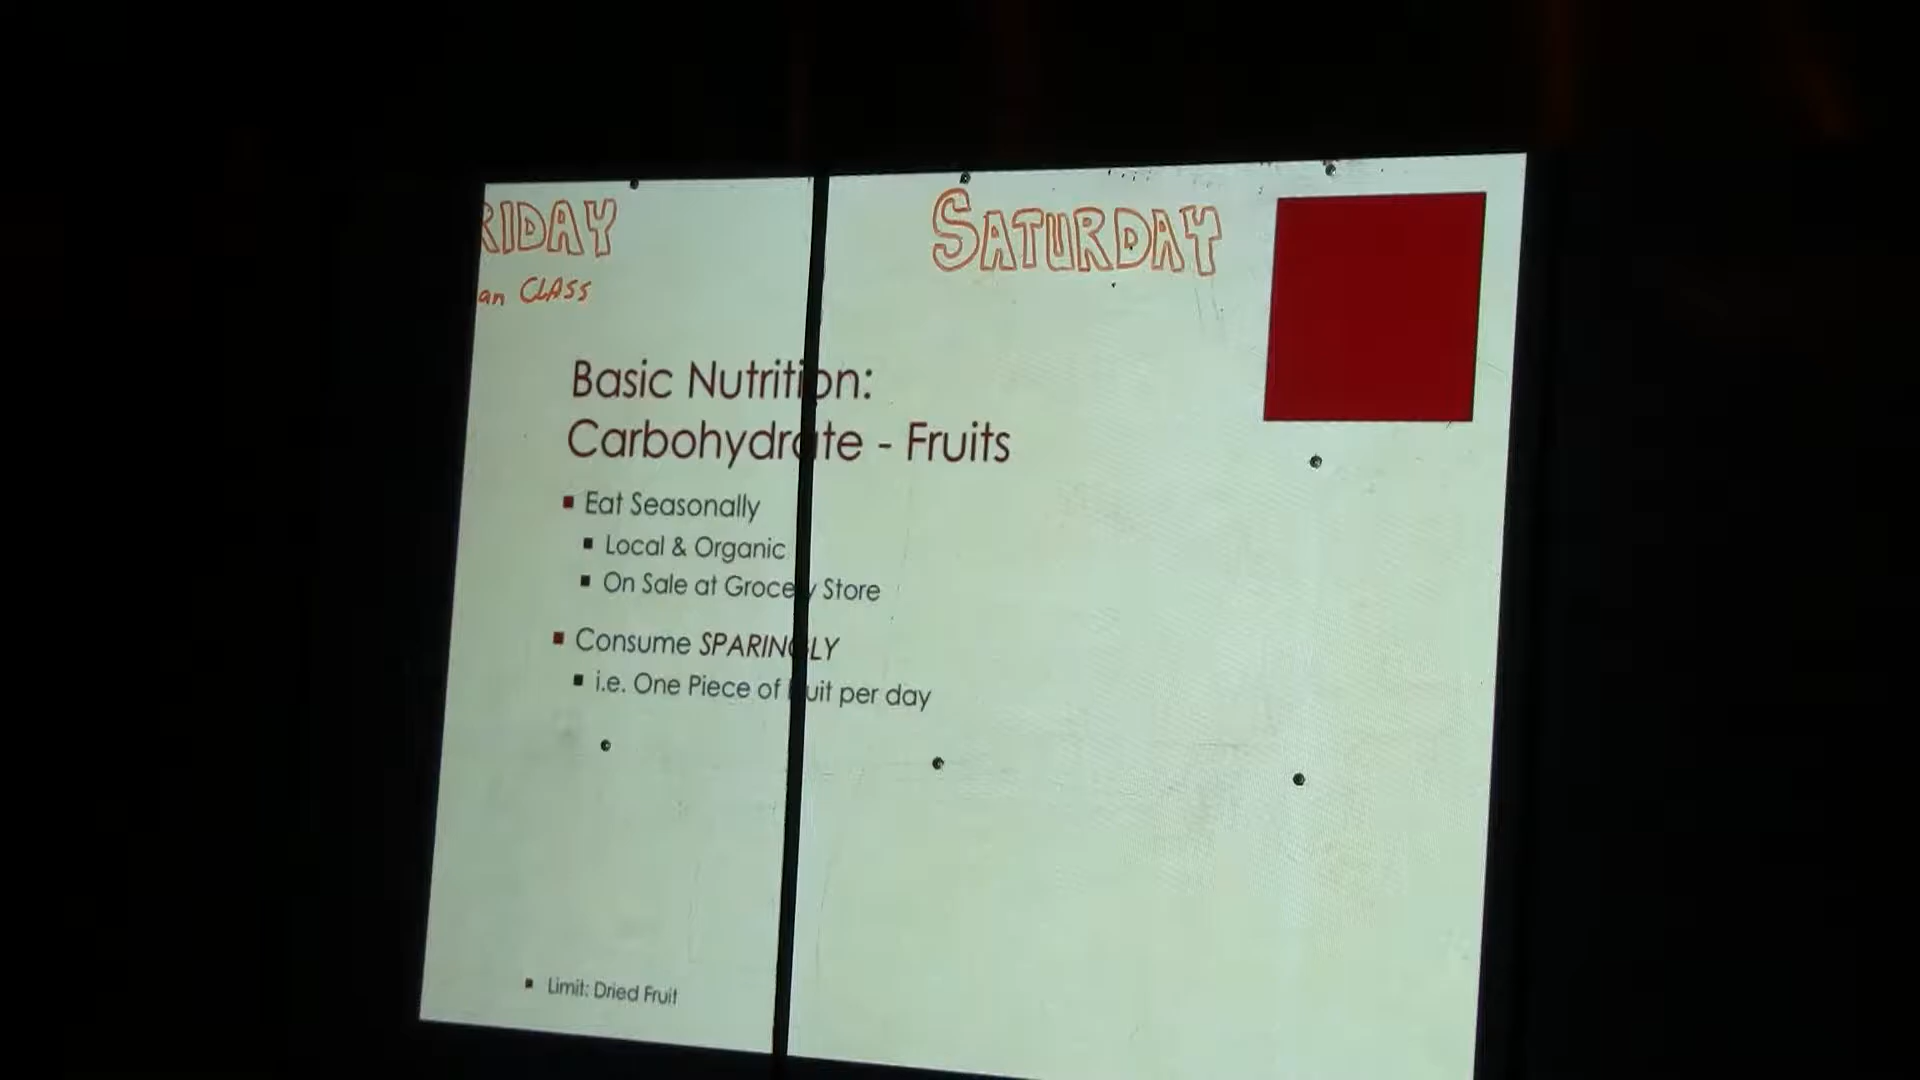 RIDAY
SATURDAY
an CLASS
Basic Nutrition:
Carbohydrate - Fruits
Eat Seasonally
Local & Organic
On Sale at Grocery Store
Consume SPARINGLY
i.e. One Piece of Fruit per day
Limit: Dried Fruit